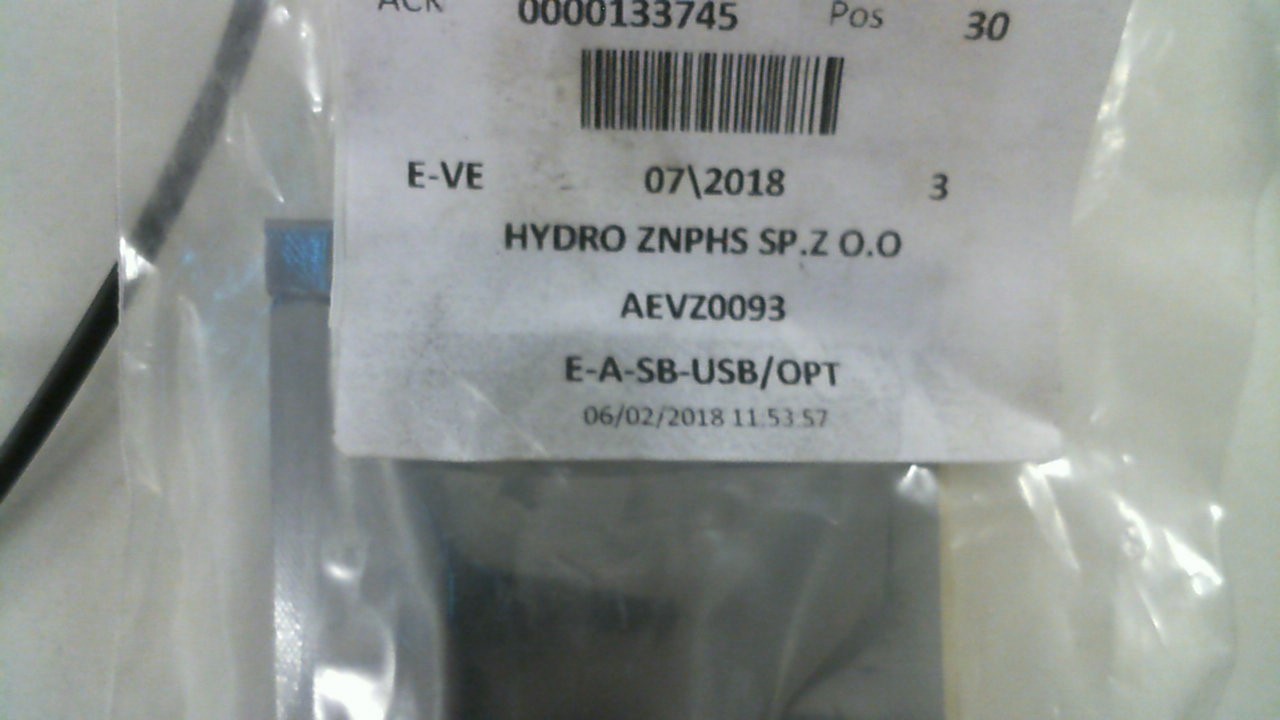 ACK 0000133745 Pos 30
E-VE 07\2018 3
HYDRO ZNPHS SP.Z O.O
AEVZ0093
E-A-SB-USB/OPT
06/02/2018 11:53:57